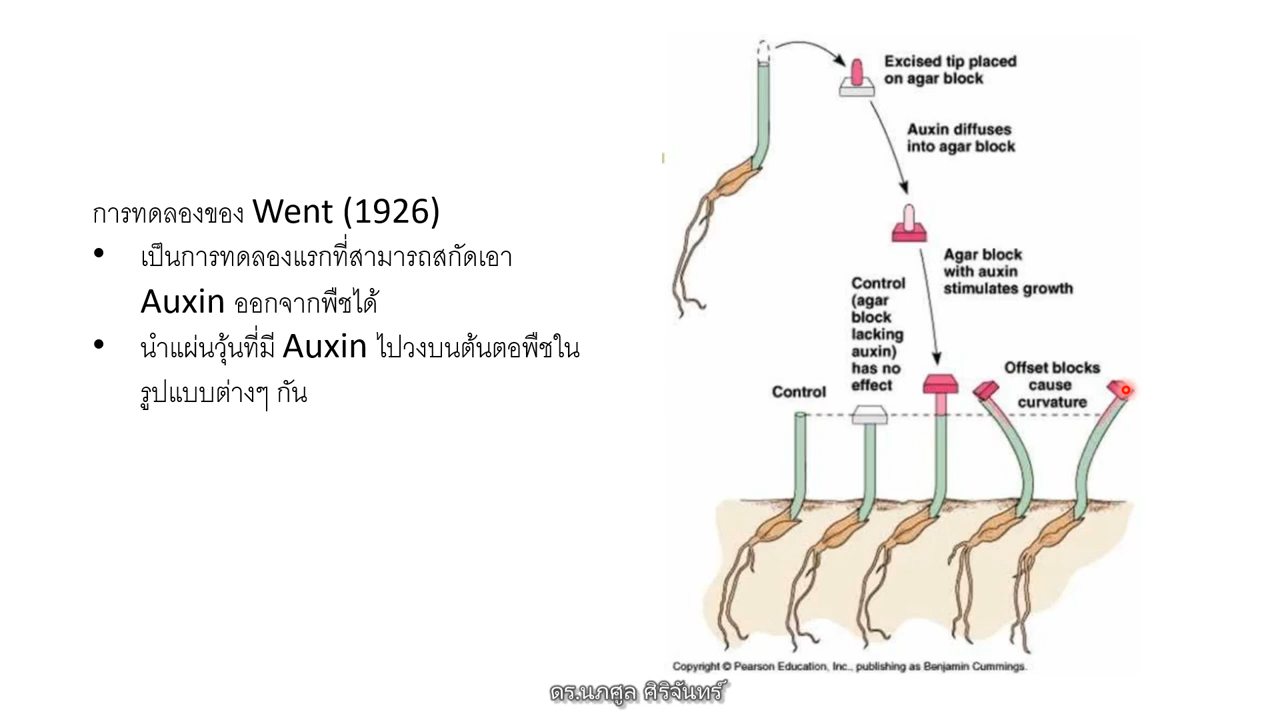 การทดลองของ Went (1926)
• เป็นการทดลองแรกที่สามารถสกัดเอา
Auxin ออกจากพืชได้
• นำแผ่นวุ้นที่มี Auxin ไปวงบนต้นตอพืชใน
รูปแบบต่างๆ กัน
Excised tip placed
on agar block
Auxin diffuses
into agar block
Agar block
with auxin
stimulates growth
Control
(agar
block
lacking
auxin)
has no
effect
Control
Offset blocks
cause
curvature
Copyright © Pearson Education, Inc., publishing as Benjamin Cummings.
ดร.นภศูล ศิริจันทร์